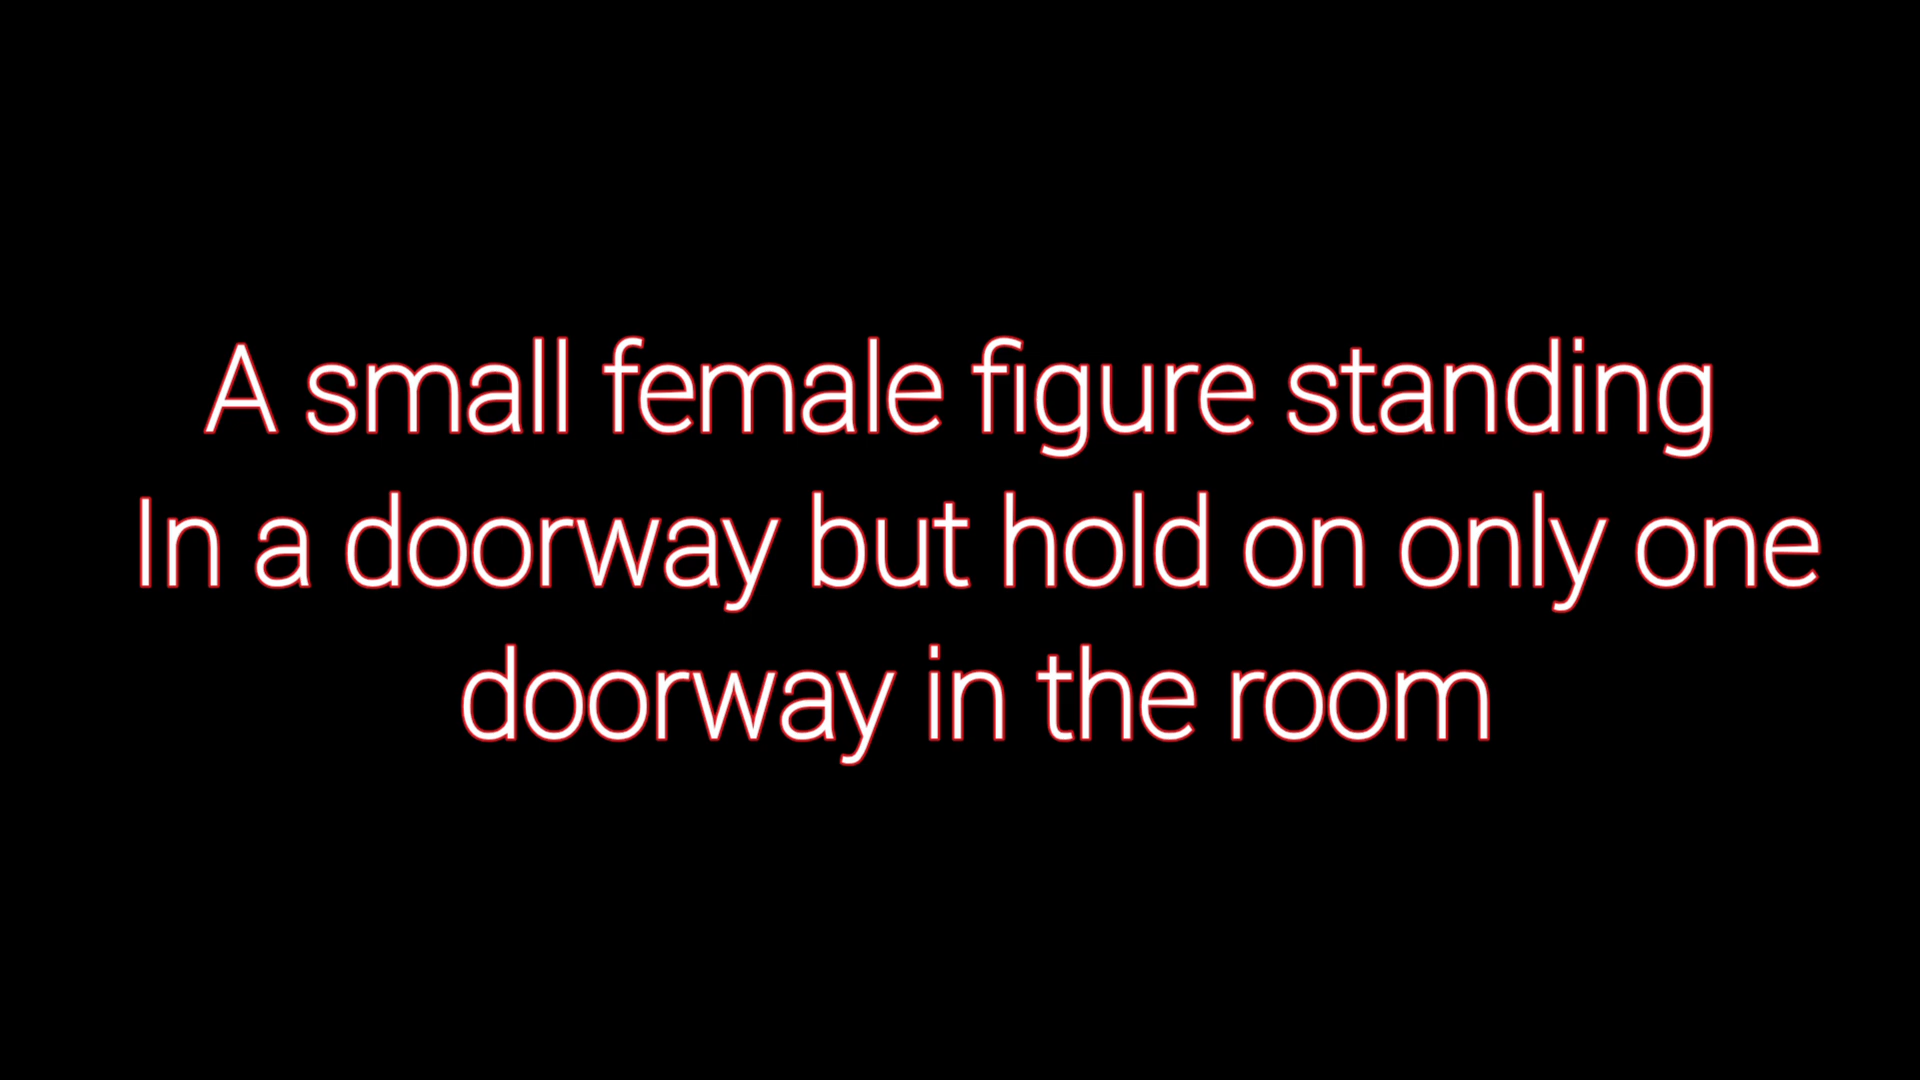 A small female figure standing
In a doorway but hold on only one
doorway in the room